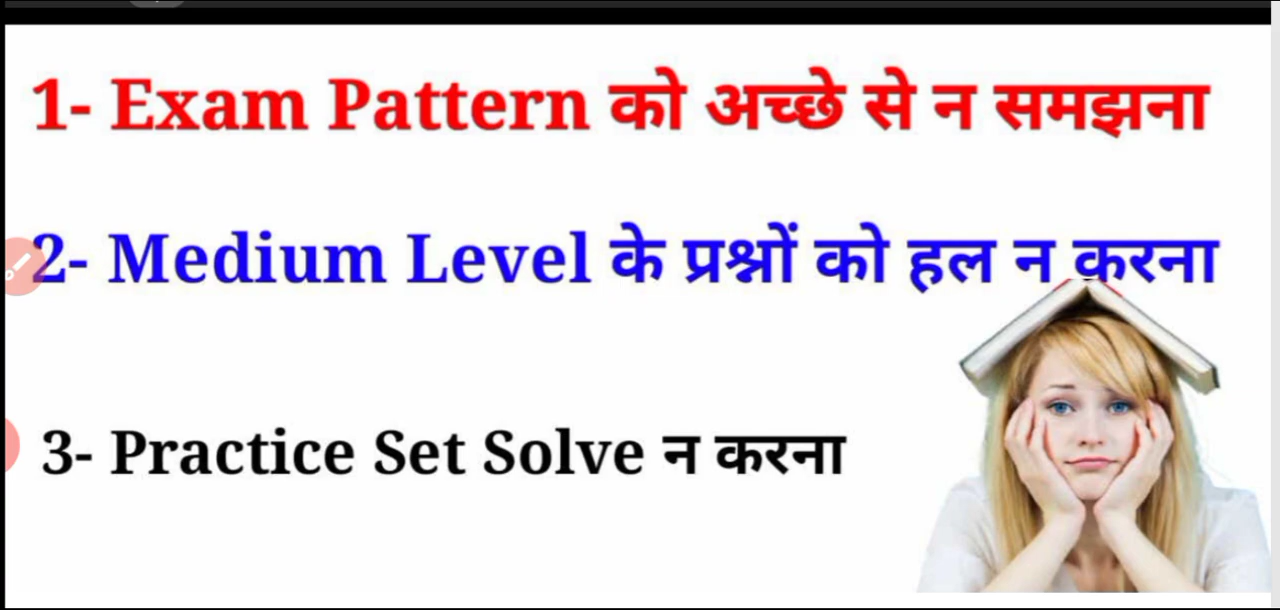 1- Exam Pattern को अच्छे से न समझना
2- Medium Level के प्रश्नों को हल न करना
3- Practice Set Solve न करना